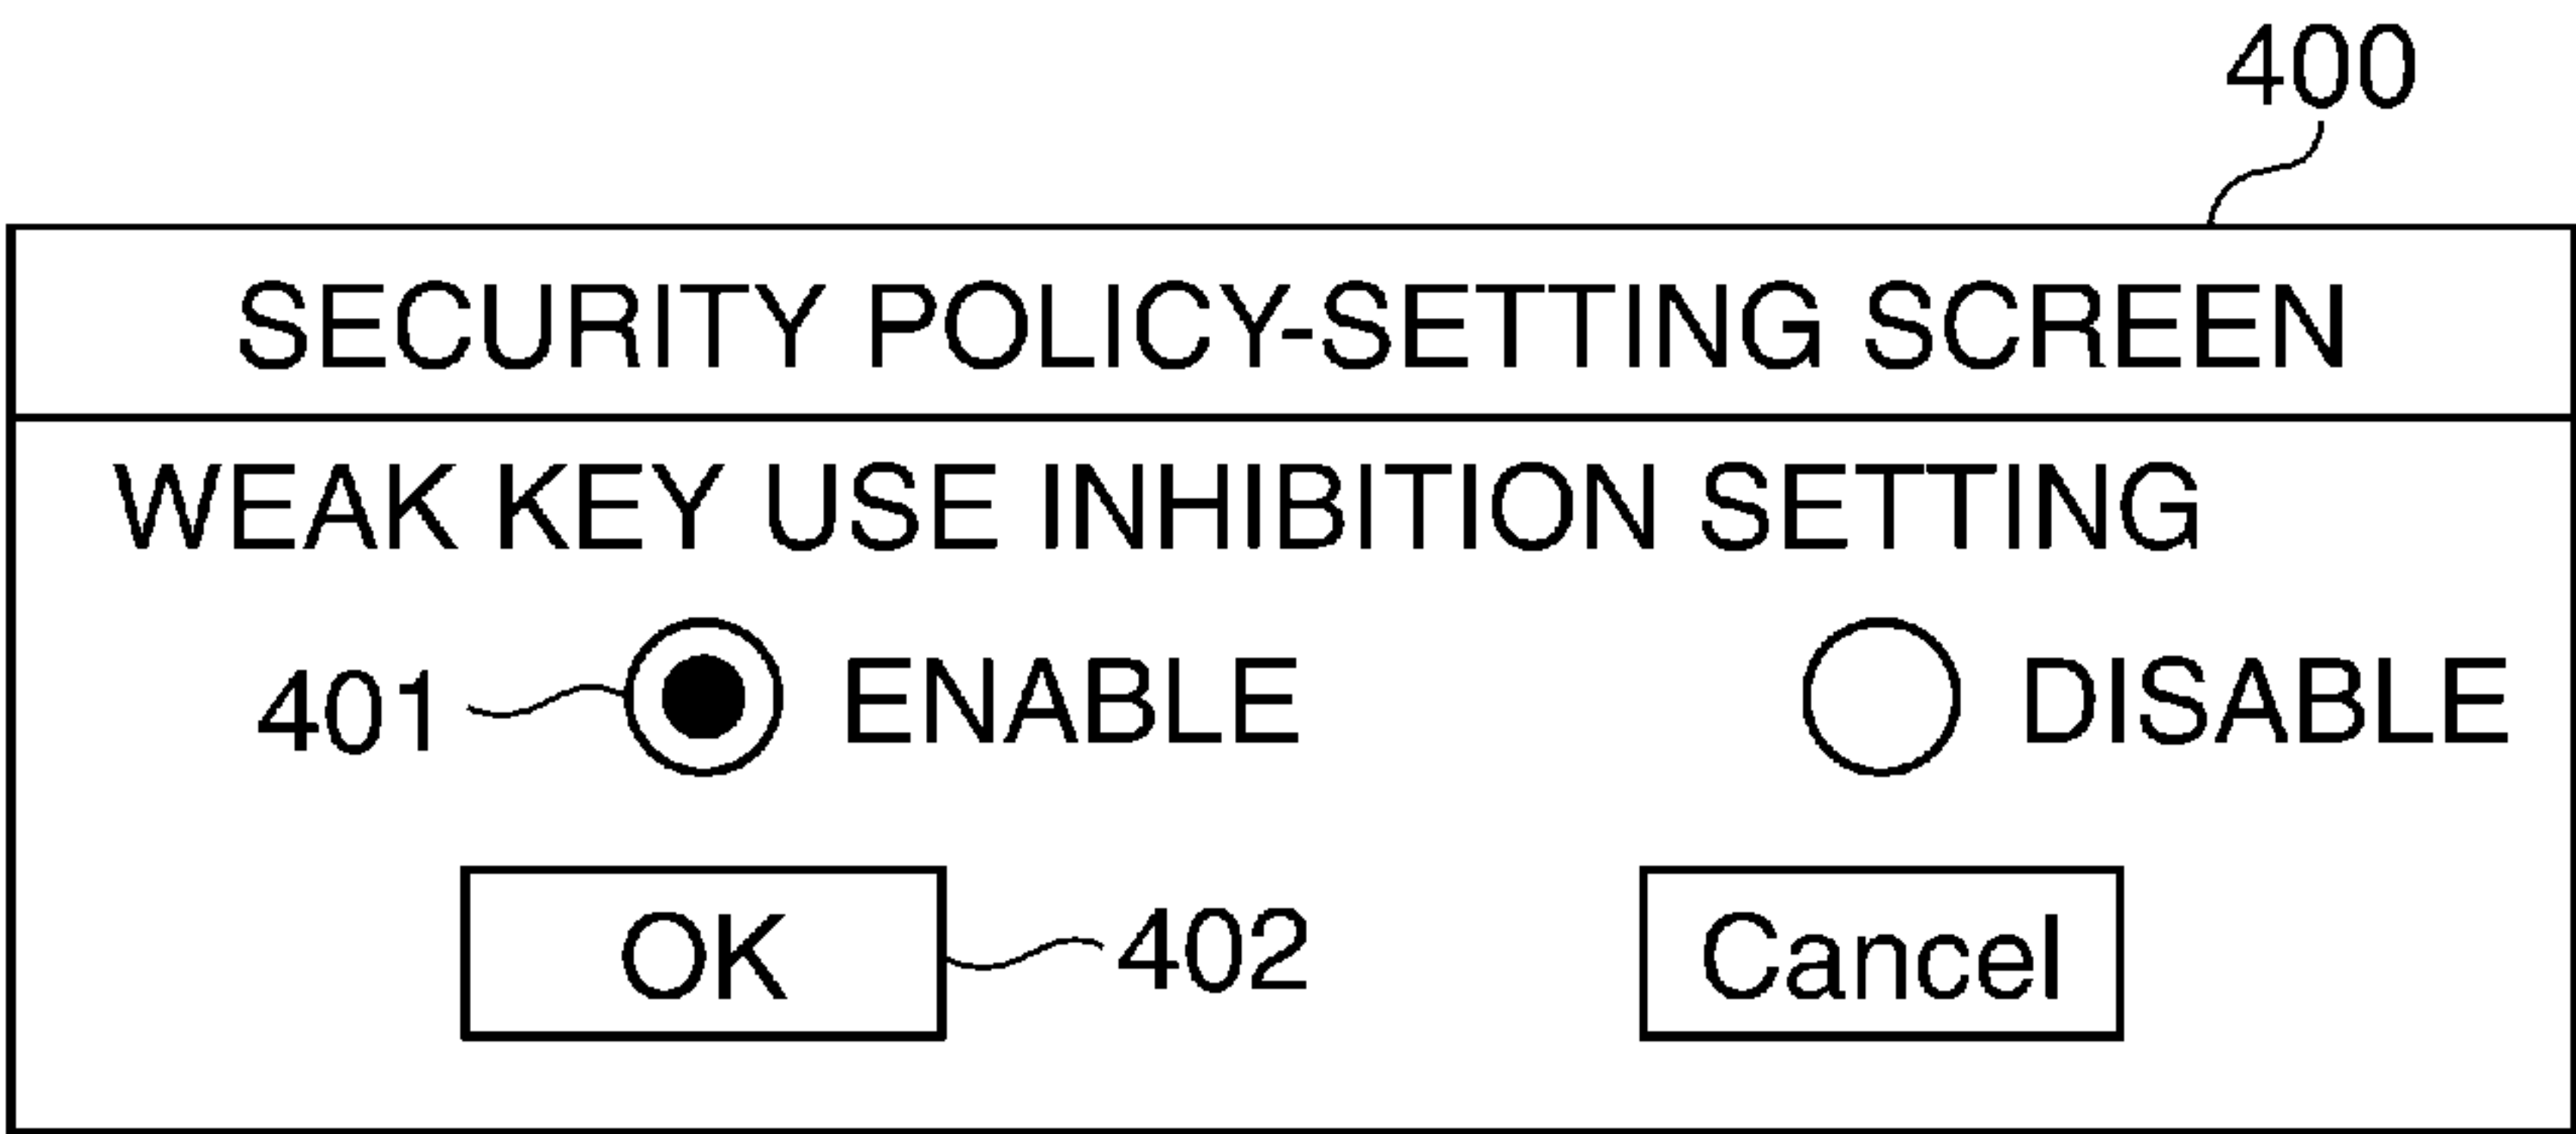 400
SECURITY POLICY-SETTING SCREEN
WEAK KEY USE INHIBITION SETTING
401 ENABLE DISABLE
OK 402 Cancel